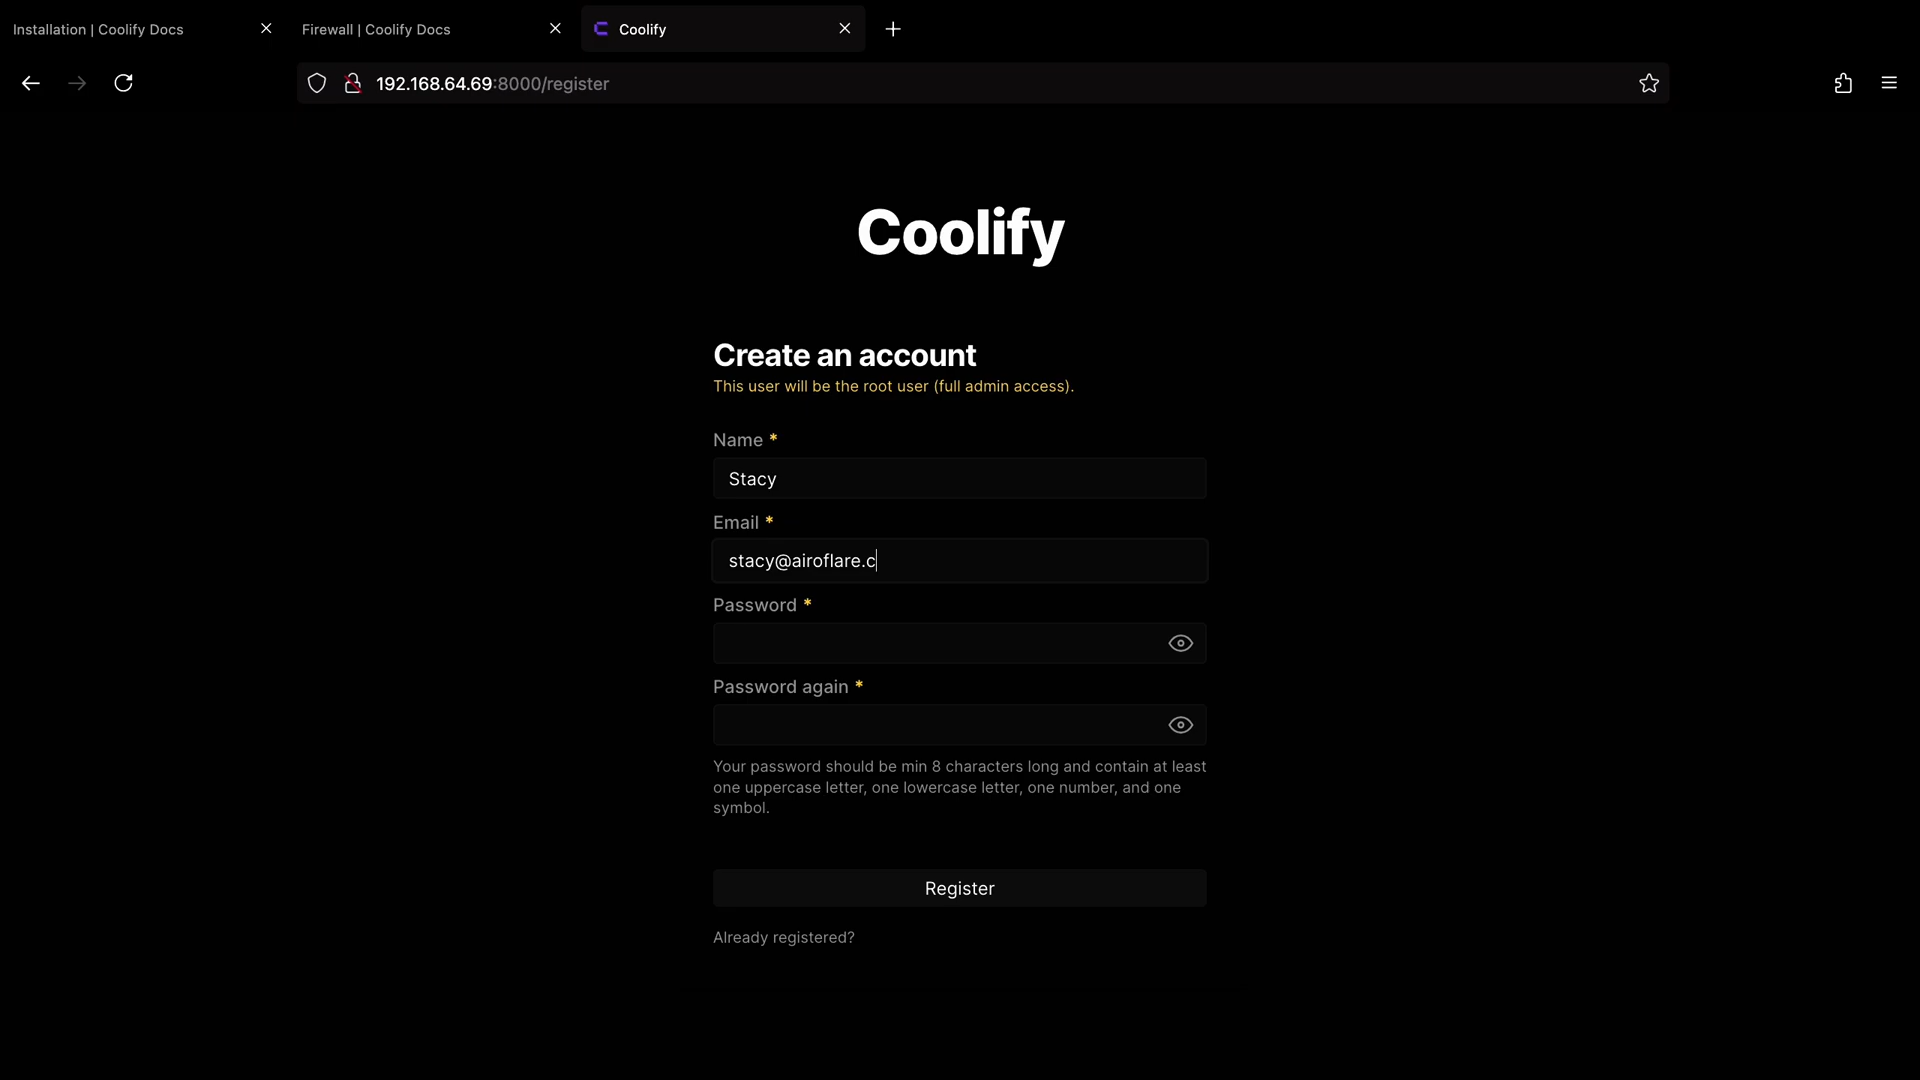 Installation | Coolify Docs
Firewall | Coolify Docs
Coolify
192.168.64.69:8000/register
Coolify
Create an account
This user will be the root user (full admin access).
Name *
Stacy
Email *
stacy@airoflare.c
Password *
Password again *
Your password should be min 8 characters long and contain at least
one uppercase letter, one lowercase letter, one number, and one
symbol.
Register
Already registered?